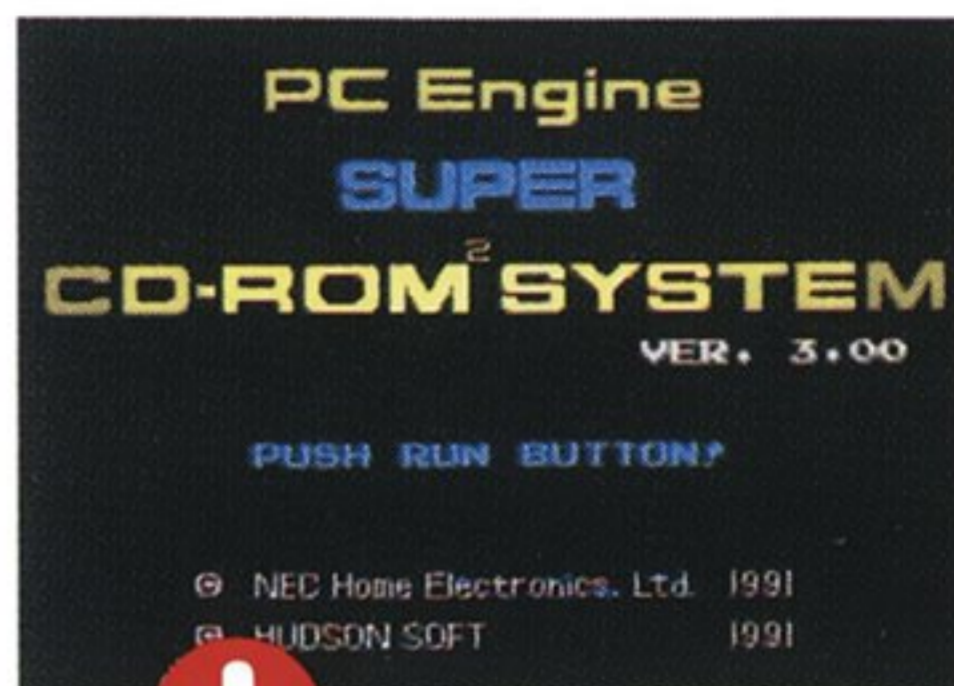 PC Engine
SUPER
CD-ROM² SYSTEM
VER. 3.00
PUSH RUN BUTTON!
© NEC Home Electronics, Ltd. 1991
© HUDSON SOFT 1991